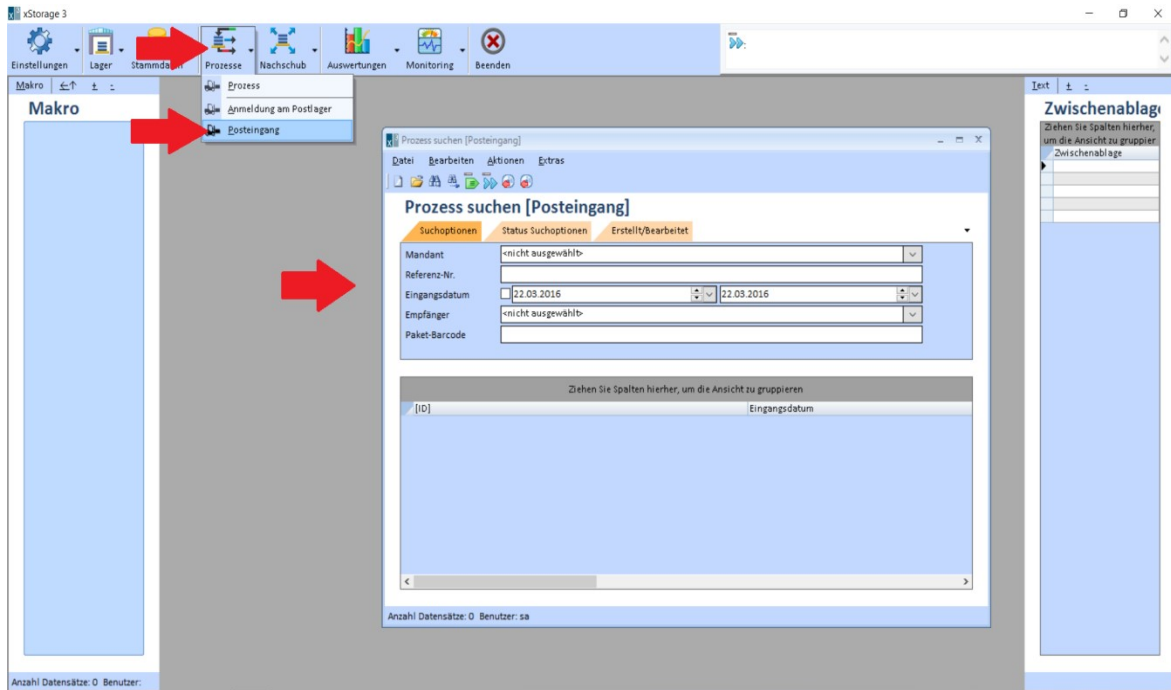 xStorage 3
Einstellungen Lager Prozesse Nachschub Auswertungen Monitoring Beenden
Makro
Makro
Prozess
Anmeldung am Postlager
Posteingang
Prozess suchen [Posteingang]
Datei Bearbeiten Aktionen Extras
Prozess suchen [Posteingang]
Suchoptionen Status Suchoptionen Erstellt/Bearbeitet
Mandant <nicht ausgewählt>
Referenz-Nr.
Eingangsdatum 22.03.2016 22.03.2016
Empfänger <nicht ausgewählt>
Paket-Barcode
Ziehen Sie Spalten hierher, um die Ansicht zu gruppieren
[ID] Eingangsdatum
Anzahl Datensätze: 0 Benutzer: sa
Text
Zwischenablage
Ziehen Sie Spalten hierher,
um die Ansicht zu gruppier
Zwischenablage
Anzahl Datensätze: 0 Benutzer: